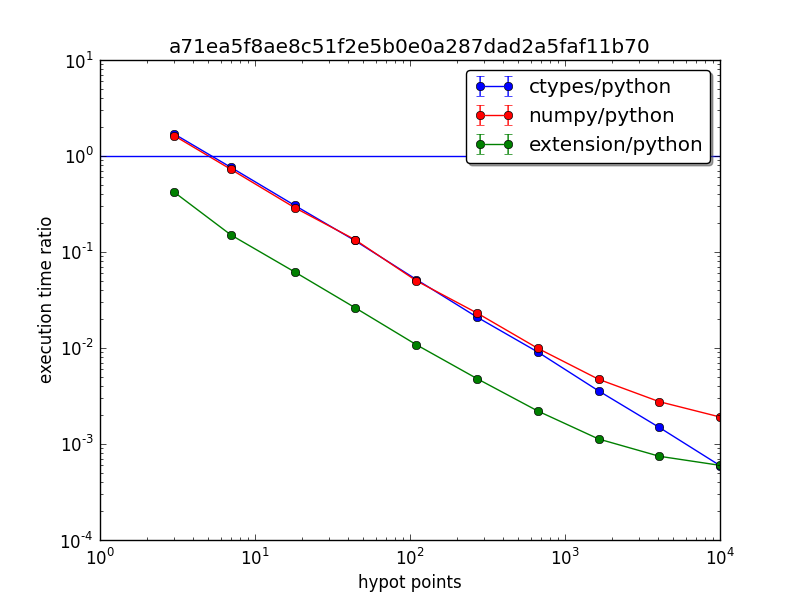 a71ea5f8ae8c51f2e5b0e0a287dad2a5faf11b70
10^1
10^0
10^-1
10^-2
10^-3
10^-4
execution time ratio
ctypes/python
numpy/python
extension/python
10^0 10^1 10^2 10^3 10^4
hypot points